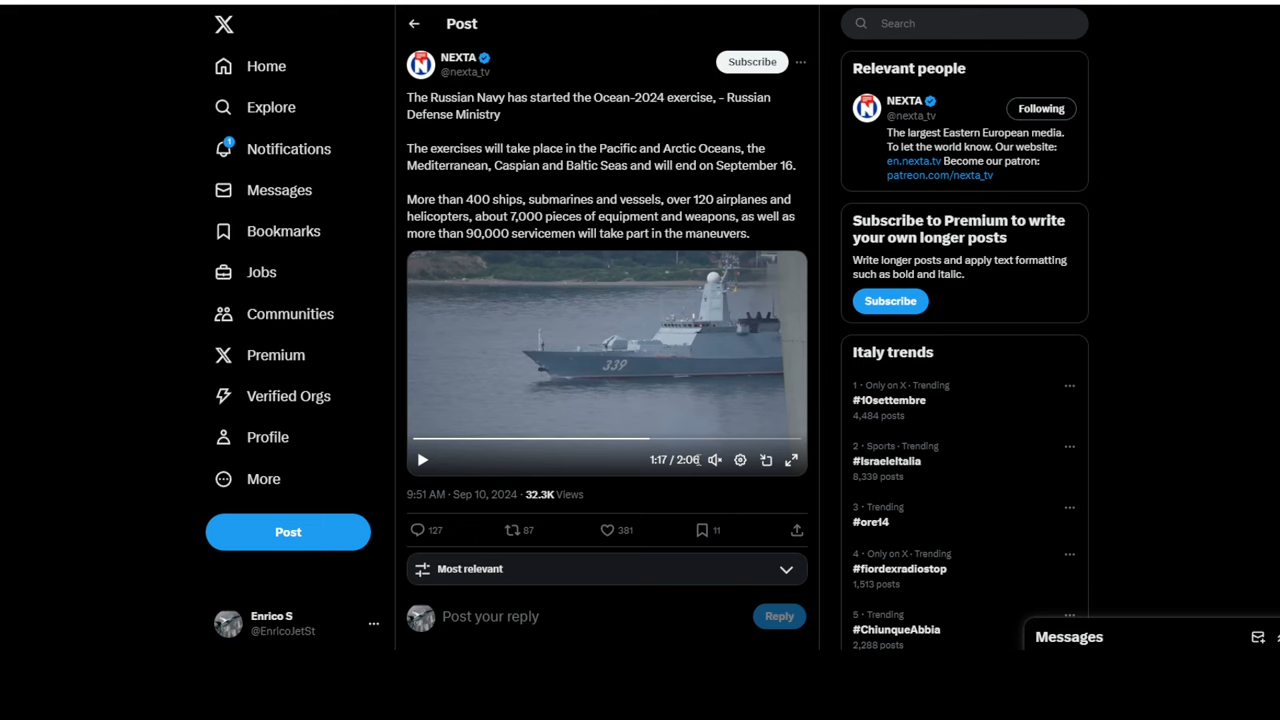 Post
Search
Home
Explore
1
Notifications
Messages
Bookmarks
Jobs
Communities
Premium
Verified Orgs
Profile
More
Post
Enrico S
@EnricoJetSt
NEXTA
@nexta_tv
Subscribe
The Russian Navy has started the Ocean-2024 exercise, - Russian
Defense Ministry
The exercises will take place in the Pacific and Arctic Oceans, the
Mediterranean, Caspian and Baltic Seas and will end on September 16.
More than 400 ships, submarines and vessels, over 120 airplanes and
helicopters, about 7,000 pieces of equipment and weapons, as well as
more than 90,000 servicemen will take part in the maneuvers.
339
1:17 / 2:06
9:51 AM · Sep 10, 2024 · 32.3K Views
127 87 381 11
Most relevant
Post your reply
Reply
Relevant people
NEXTA
@nexta_tv
Following
The largest Eastern European media.
To let the world know. Our website:
en.nexta.tv Become our patron:
patreon.com/nexta_tv
Subscribe to Premium to write
your own longer posts
Write longer posts and apply text formatting
such as bold and italic.
Subscribe
Italy trends
1 · Only on X · Trending
#10settembre
4,484 posts
2 · Sports · Trending
#IsraeleItalia
8,339 posts
3 · Trending
#ore14
4 · Only on X · Trending
#fiordexradiostop
1,513 posts
5 · Trending
#ChiunqueAbbia
2,288 posts
Messages